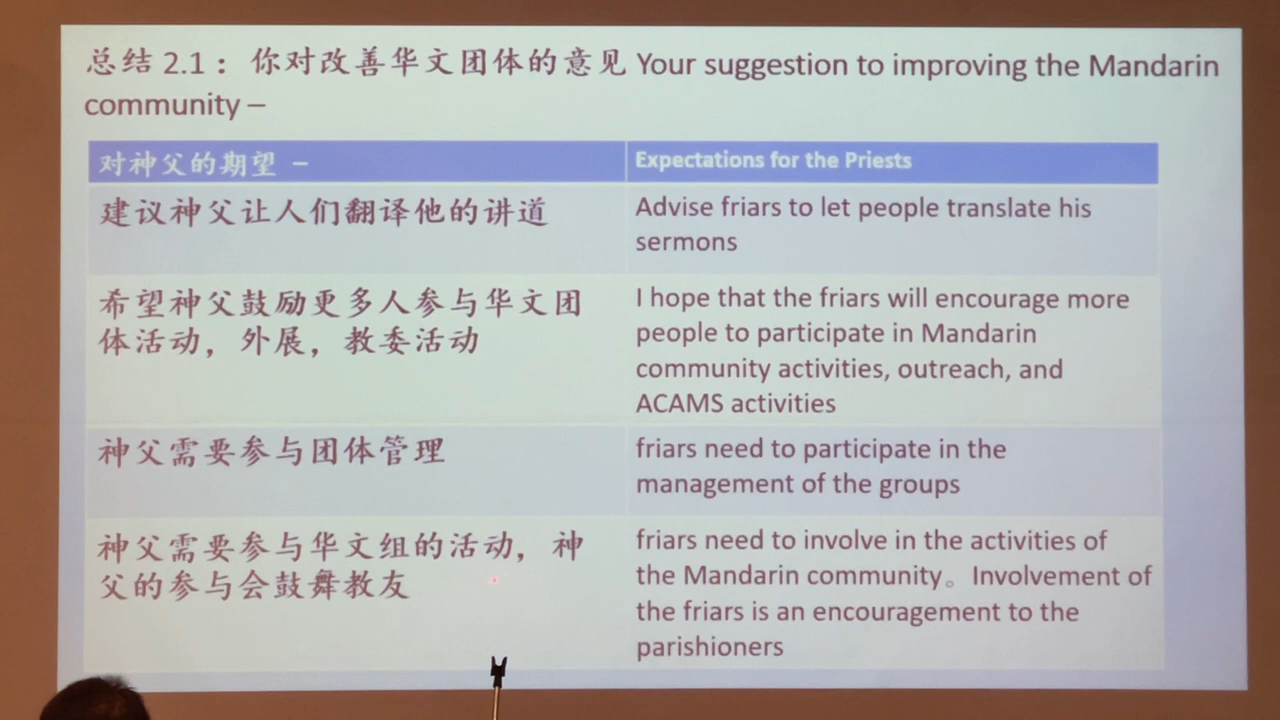 总结 2.1： 你对改善华文团体的意见 Your suggestion to improving the Mandarin
community –
对神父的期望 –
Expectations for the Priests
建议神父让人们翻译他的讲道
Advise friars to let people translate his
sermons
希望神父鼓励更多人参与华文团
体活动，外展，教委活动
I hope that the friars will encourage more
people to participate in Mandarin
community activities, outreach, and
ACAMS activities
神父需要参与团体管理
friars need to participate in the
management of the groups
神父需要参与华文组的活动，神
父的参与会鼓舞教友
friars need to involve in the activities of
the Mandarin community。Involvement of
the friars is an encouragement to the
parishioners